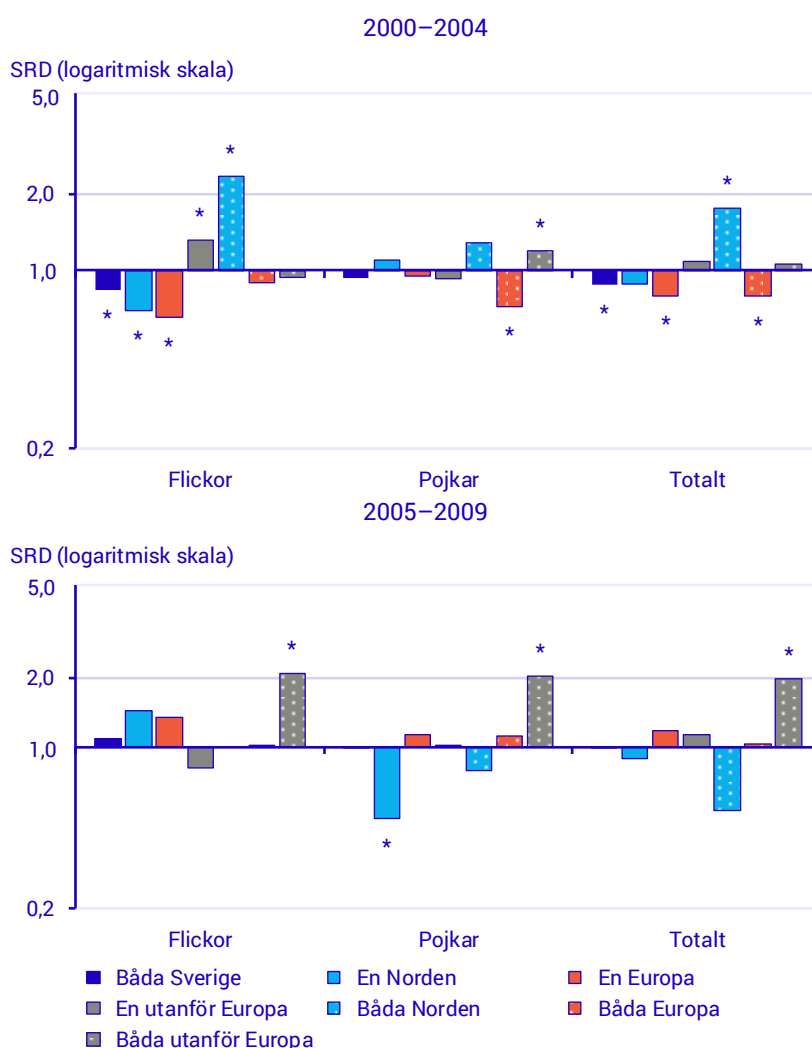 2000–2004
SRD (logaritmisk skala)
5,0
* *
2,0
* *
1,0
* * * * * * *
0,2
Flickor Pojkar Totalt
2005–2009
SRD (logaritmisk skala)
5,0
* * *
2,0
1,0
*
0,2
Flickor Pojkar Totalt
Båda Sverige En Norden En Europa
En utanför Europa Båda Norden Båda Europa
Båda utanför Europa